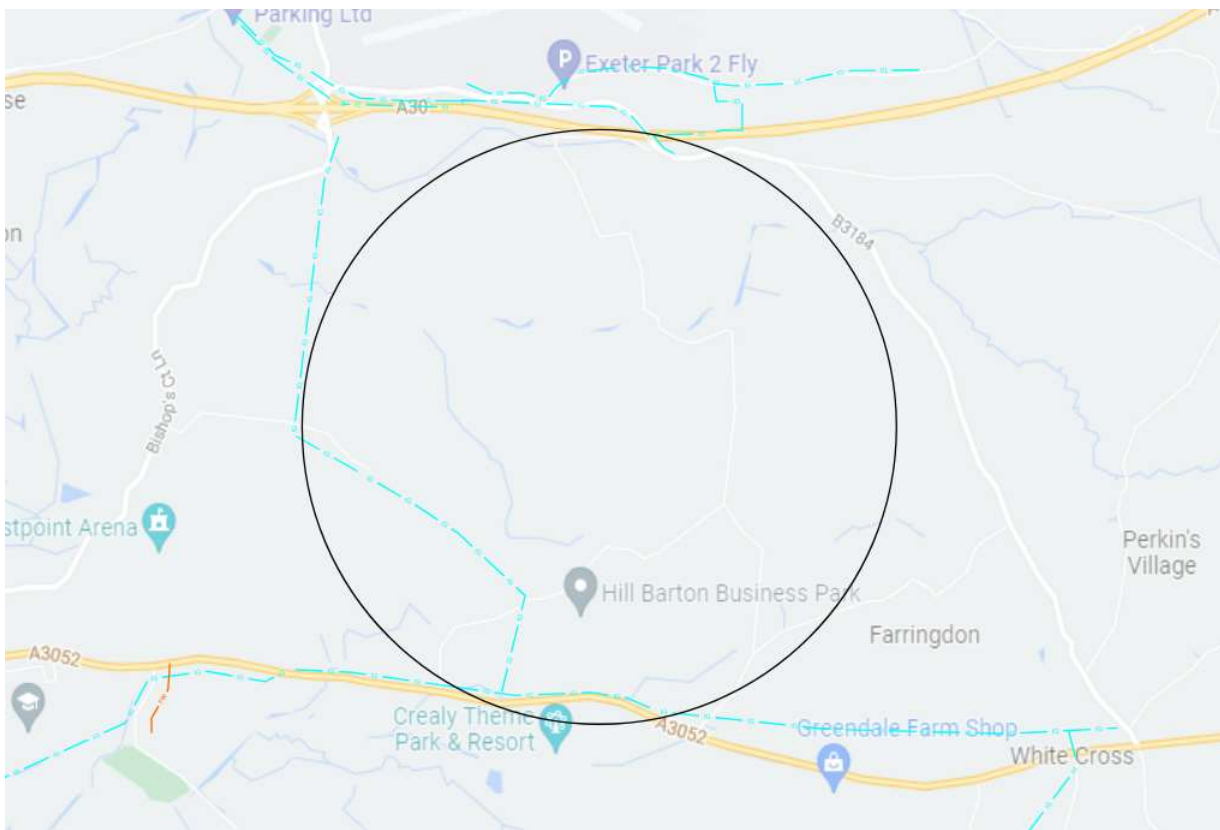 Parking Ltd
Exeter Park 2 Fly
P
A30
se
on
B3184
Bishop's Ct Ln
stpoint Arena
Perkin's
Village
Hill Barton Business Park
Farringdon
A3052
Crealy Theme
Park & Resort
A3052
Greendale Farm Shop
White Cross